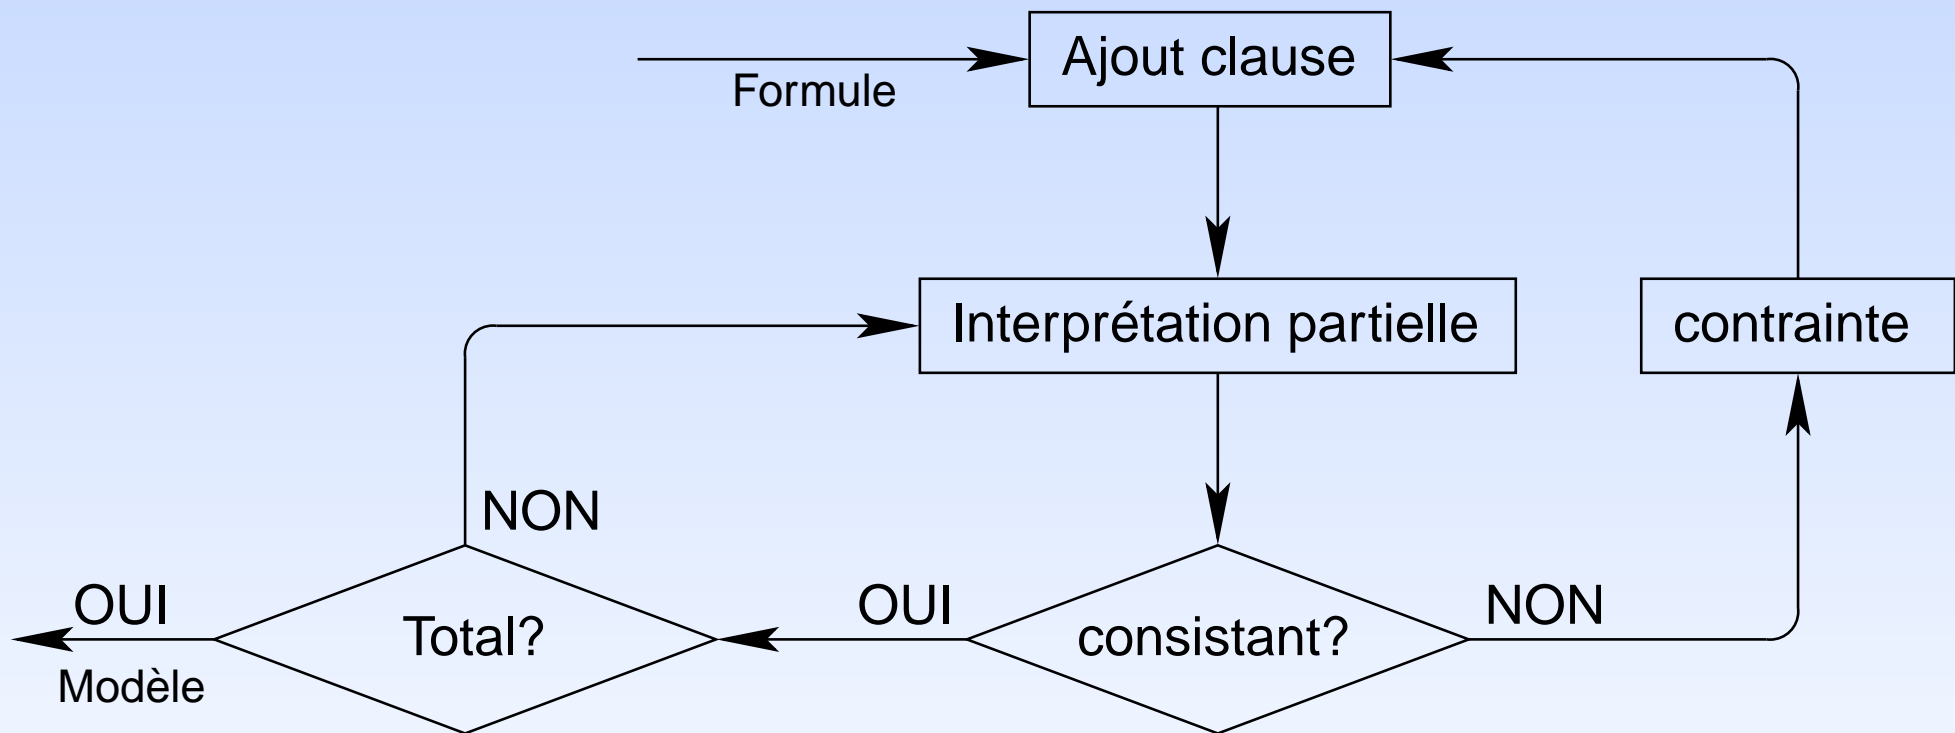 Ajout clause
Formule
Interprétation partielle
contrainte
NON
OUI
Total?
OUI
consistant?
NON
Modèle